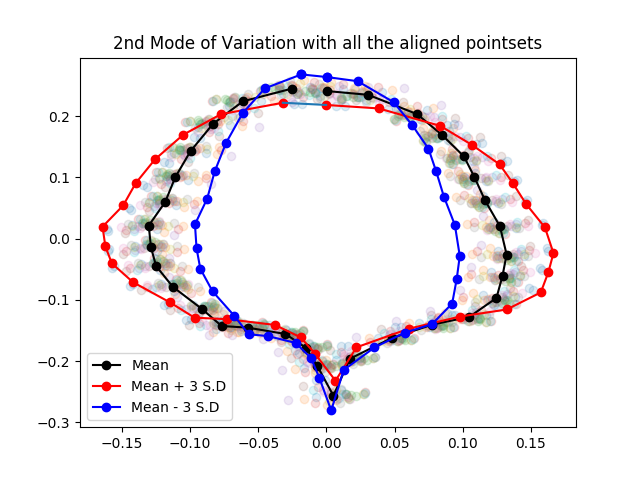 2nd Mode of Variation with all the aligned pointsets
0.2
0.1
0.0
−0.1
−0.2
−0.3
Mean
Mean + 3 S.D
Mean - 3 S.D
−0.15 −0.10 −0.05 0.00 0.05 0.10 0.15